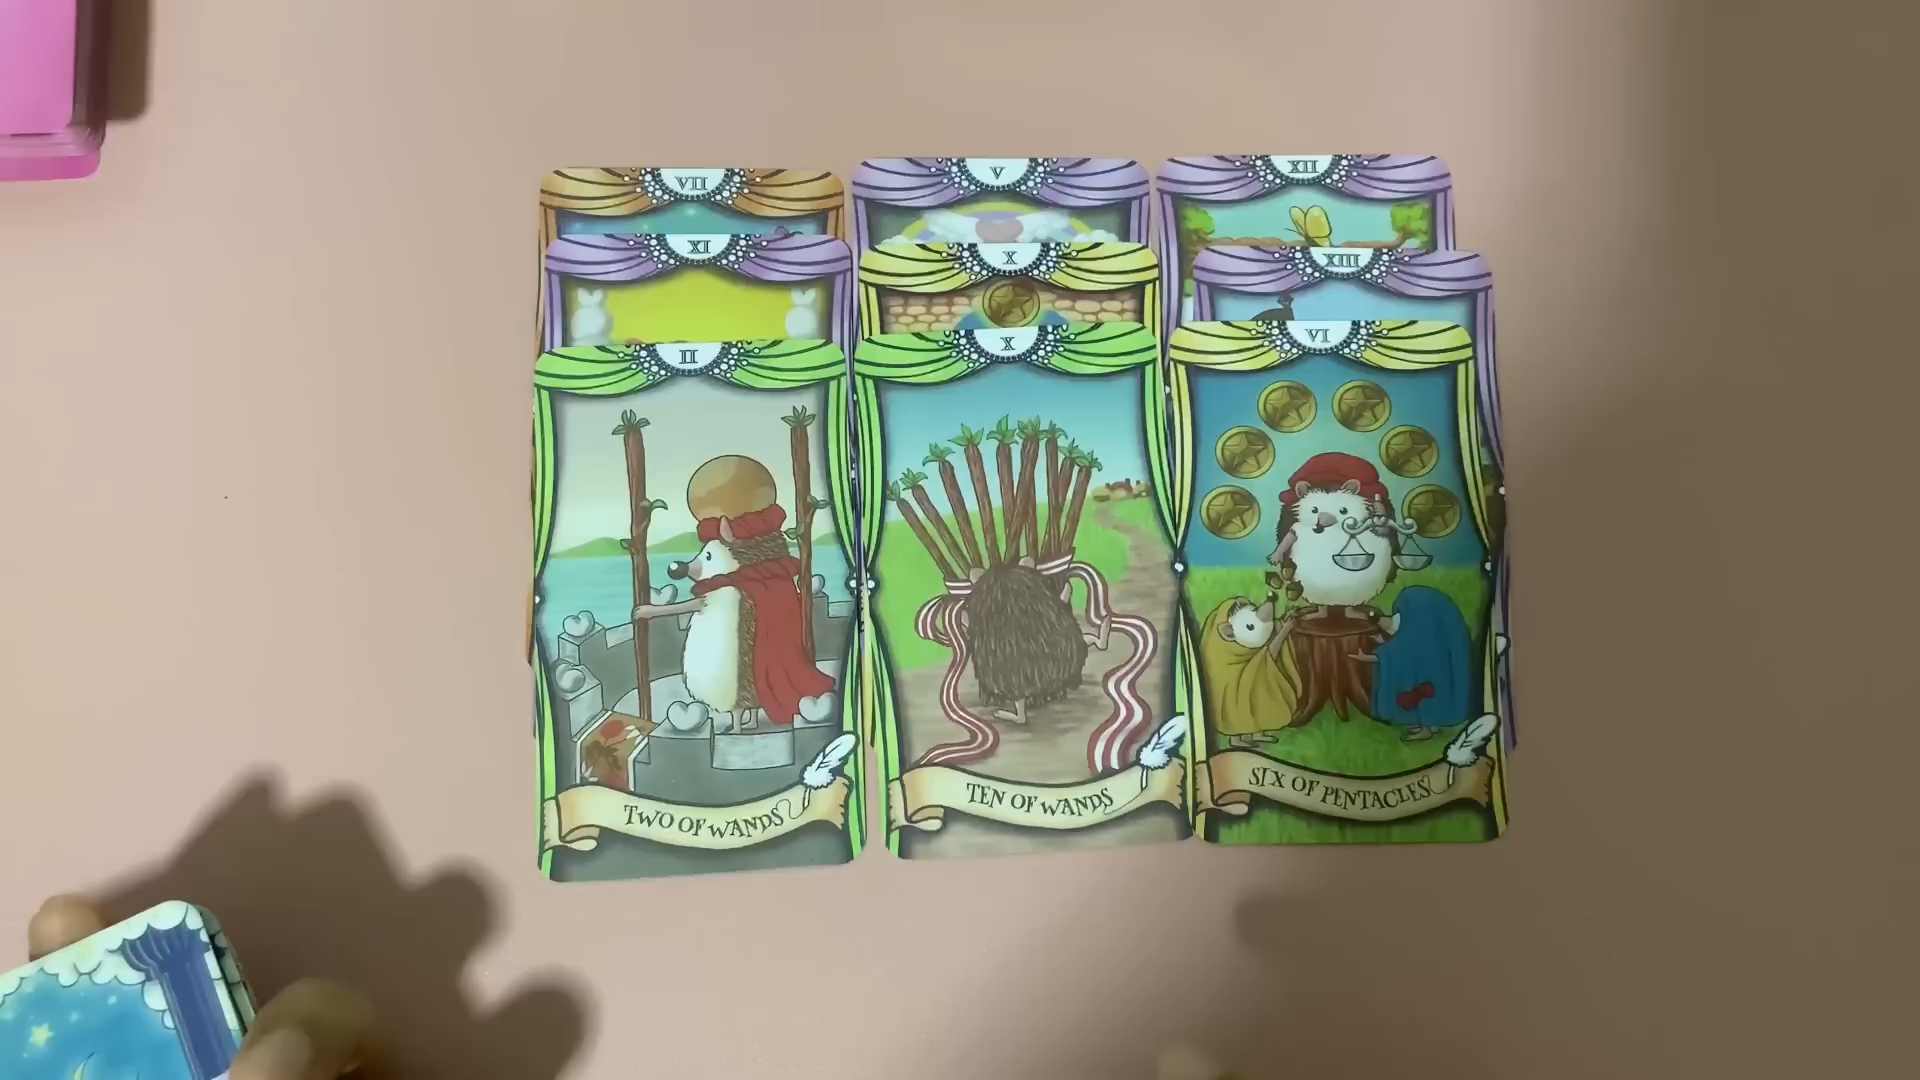 VII
V
XII
XI
X
XIII
II
X
VI
TWO OF WANDS
TEN OF WANDS
SIX OF PENTACLES